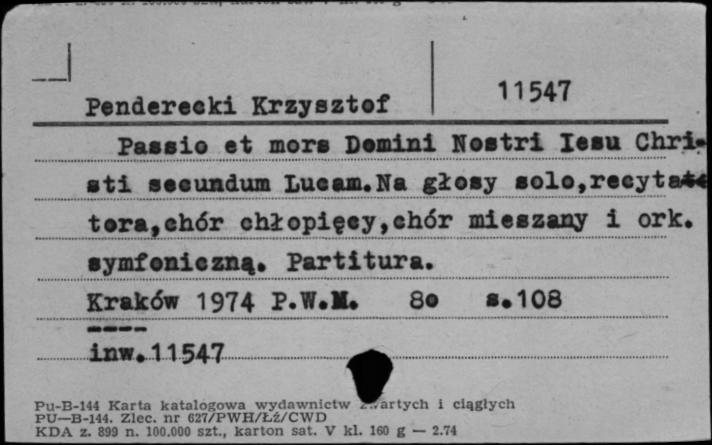 Penderecki Krzysztof 11547
Passio et mors Domini Nostri Iesu Chri-
sti secundum Lucam.Na głosy solo,recyta
tora,chór chłopięcy,chór mieszany i ork.
symfoniczną. Partitura.
Kraków 1974 P.W.M. 8o s.108
inw.11547
Pu-B-144 Karta katalogowa wydawnictw zwartych i ciągłych
PU—B-144. Zlec. nr 627/PWH/ŁŻ/CWD
KDA z. 899 n. 100.000 szt., karton sat. V kl. 160 g — 2.74